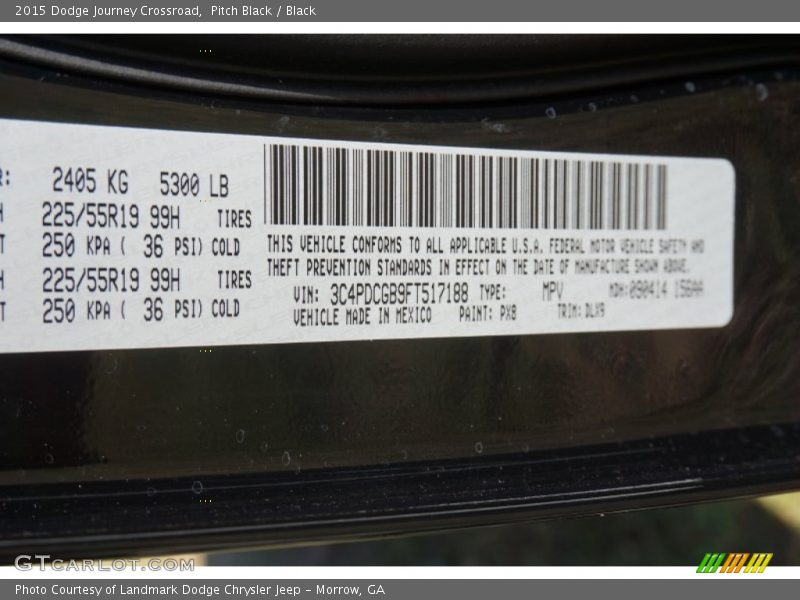 2015 Dodge Journey Crossroad, Pitch Black / Black
R: 2405 KG 5300 LB
H 225/55R19 99H TIRES
T 250 KPA ( 36 PSI) COLD
H 225/55R19 99H TIRES
T 250 KPA ( 36 PSI) COLD
THIS VEHICLE CONFORMS TO ALL APPLICABLE U.S.A. FEDERAL MOTOR VEHICLE SAFETY AND
THEFT PREVENTION STANDARDS IN EFFECT ON THE DATE OF MANUFACTURE SHOWN ABOVE.
VIN: 3C4PDCGB9FT517188 TYPE: MPV MDH:090414 156AA
VEHICLE MADE IN MEXICO PAINT: PX8 TRIM: DLX9
GTCARLOT.COM
Photo Courtesy of Landmark Dodge Chrysler Jeep - Morrow, GA